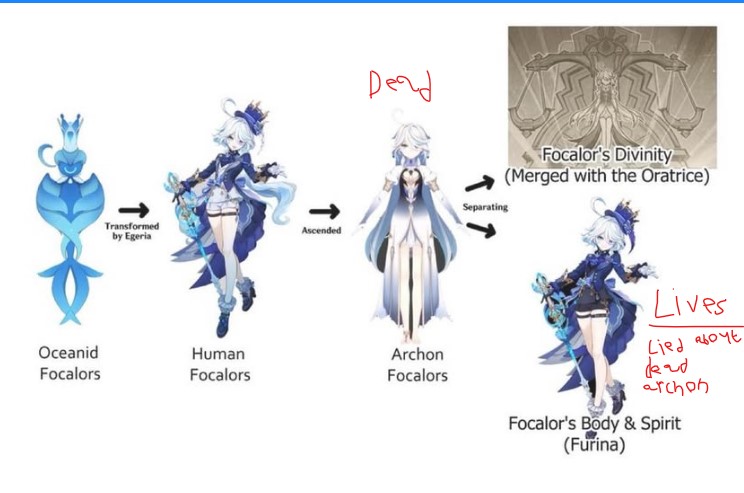 Dead
Focalor's Divinity
(Merged with the Oratrice)
Transformed
by Egeria
Ascended
Separating
Oceanid
Focalors
Human
Focalors
Archon
Focalors
Lives
Lied about
dead
archon
Focalor's Body & Spirit
(Furina)